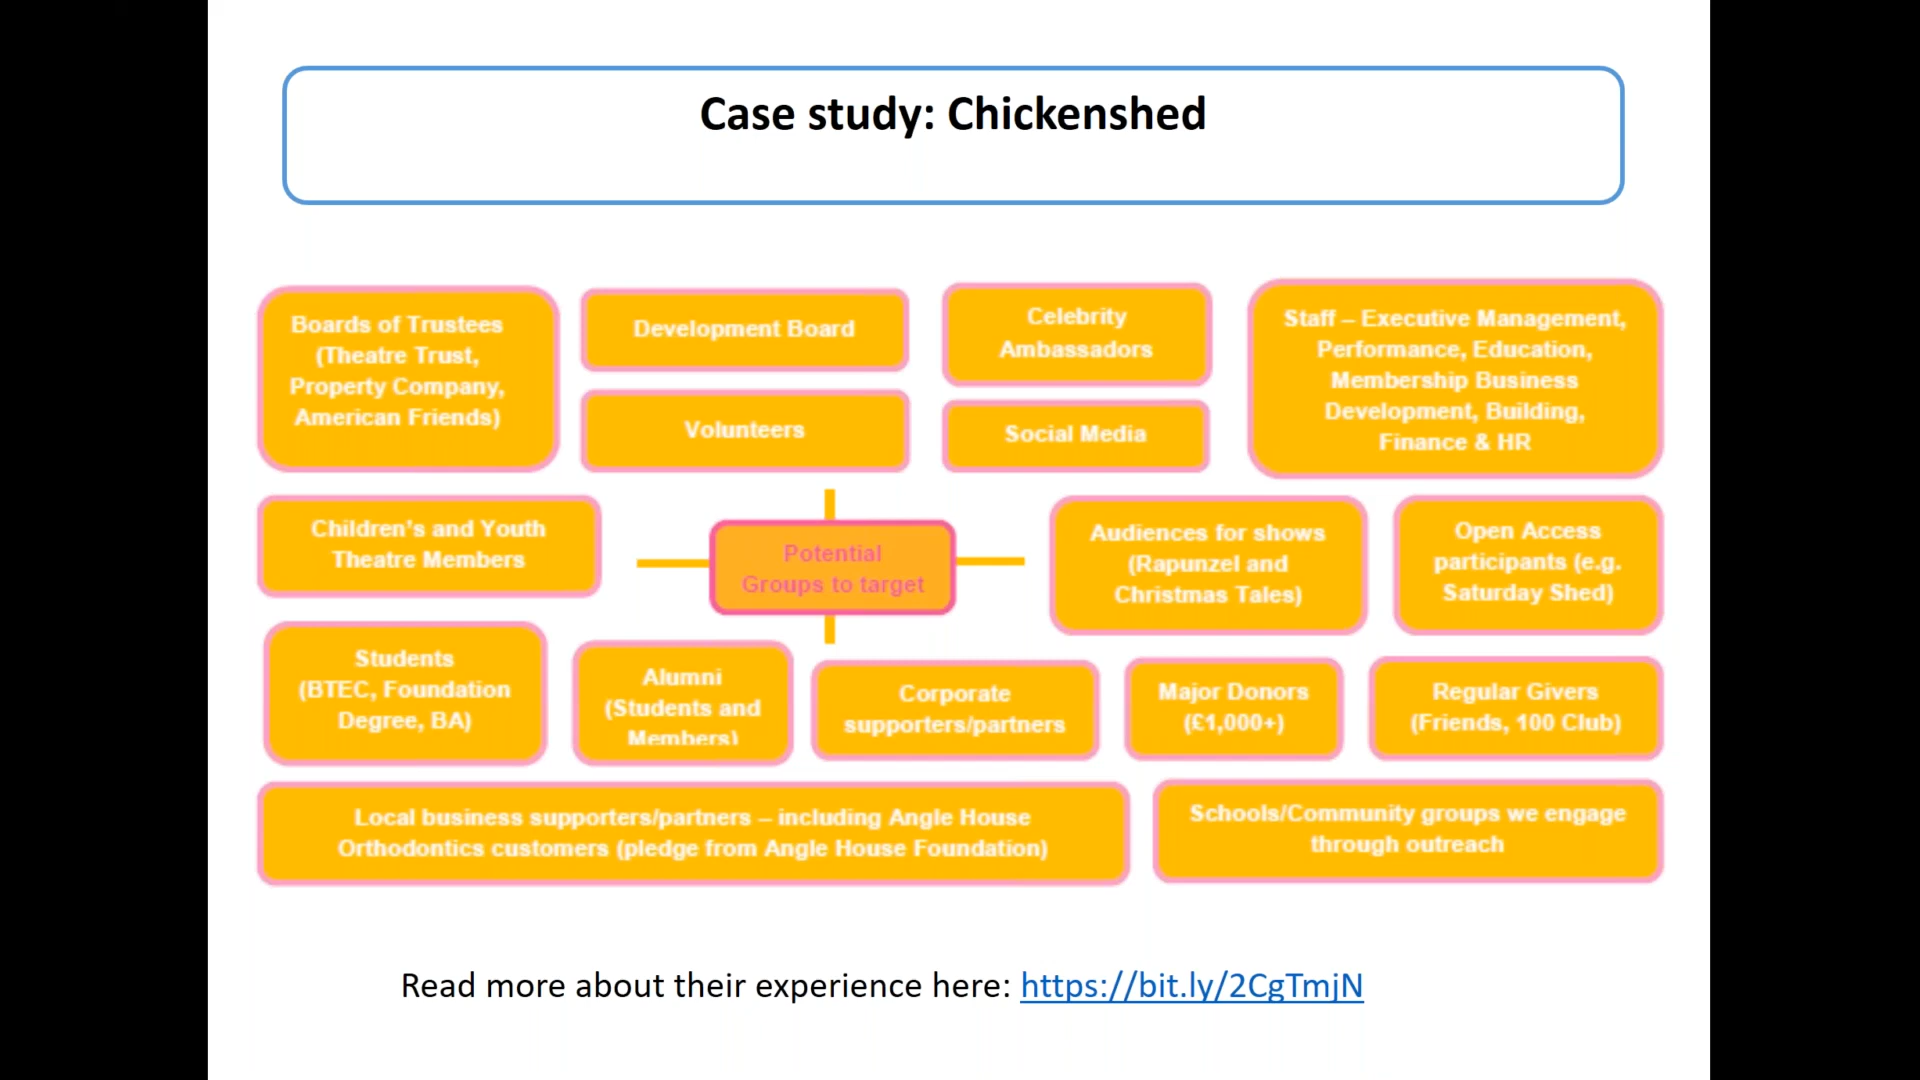 Case study: Chickenshed
Boards of Trustees
(Theatre Trust,
Property Company,
American Friends)
Development Board
Volunteers
Celebrity
Ambassadors
Social Media
Staff – Executive Management,
Performance, Education,
Membership Business
Development, Building,
Finance & HR
Children's and Youth
Theatre Members
Potential
Groups to target
Audiences for shows
(Rapunzel and
Christmas Tales)
Open Access
participants (e.g.
Saturday Shed)
Students
(BTEC, Foundation
Degree, BA)
Alumni
(Students and
Members)
Corporate
supporters/partners
Major Donors
(£1,000+)
Regular Givers
(Friends, 100 Club)
Local business supporters/partners – including Angle House
Orthodontics customers (pledge from Angle House Foundation)
Schools/Community groups we engage
through outreach
Read more about their experience here: https://bit.ly/2CgTmjN